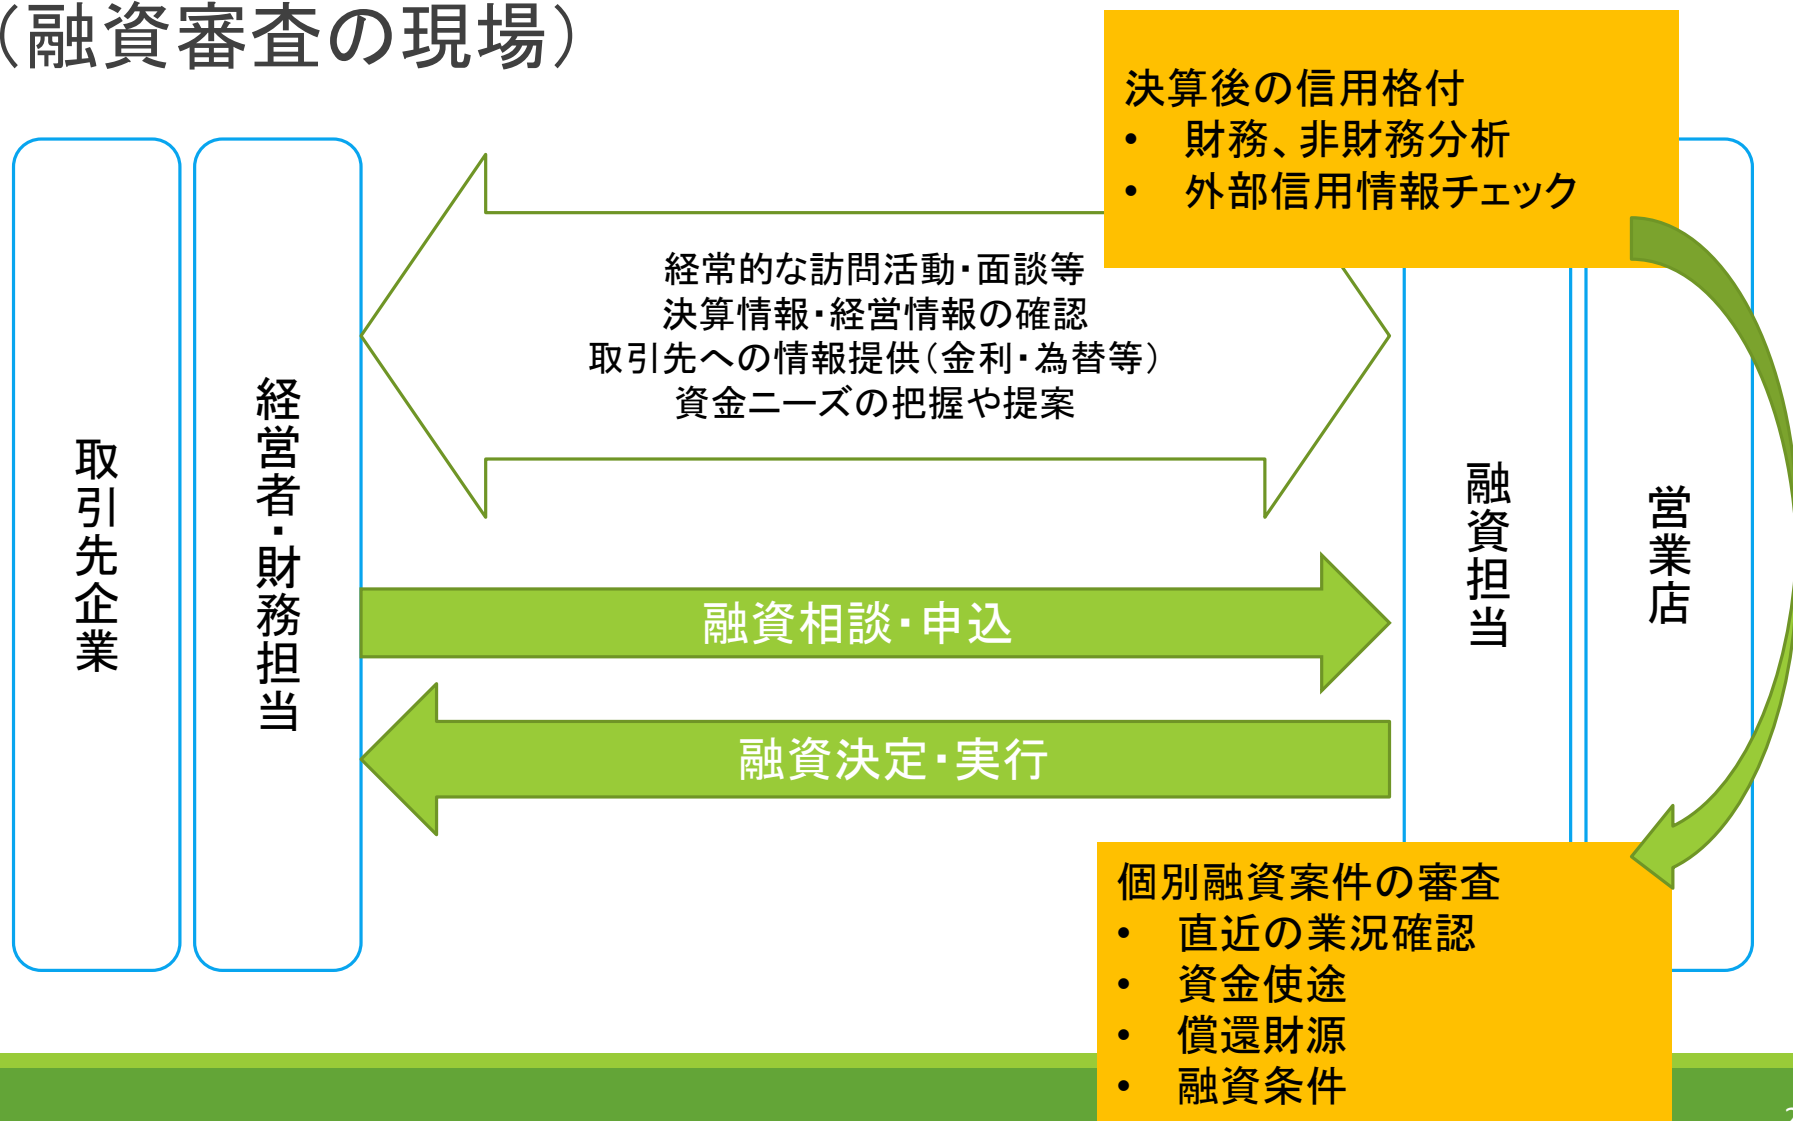 （融資審査の現場）
決算後の信用格付
• 財務、非財務分析
• 外部信用情報チェック
経常的な訪問活動・面談等
決算情報・経営情報の確認
取引先への情報提供（金利・為替等）
資金ニーズの把握や提案
取引先企業
経営者・財務担当
融資担当
営業店
融資相談・申込
融資決定・実行
個別融資案件の審査
• 直近の業況確認
• 資金使途
• 償還財源
• 融資条件